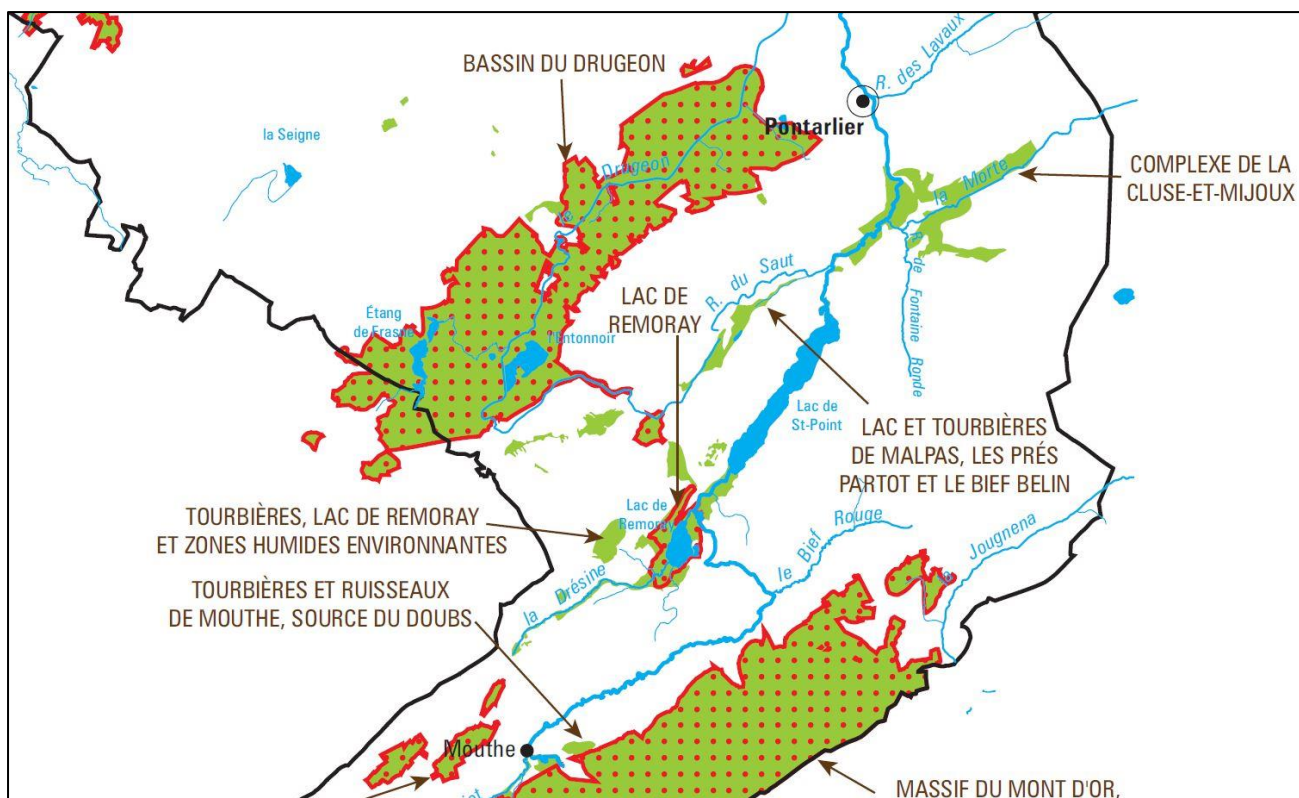 BASSIN DU DRUGEON
R. des Lavaux
Pontarlier
la Seigne
COMPLEXE DE LA
CLUSE-ET-MIJOUX
la Morte
le Drugeon
R. de Fontaine Ronde
R. du Saut
LAC DE
REMORAY
Étang
de Frasne
l'Entonnoir
Lac de
St-Point
LAC ET TOURBIÈRES
DE MALPAS, LES PRÉS
PARTOT ET LE BIEF BELIN
Lac de
Remoray
TOURBIÈRES, LAC DE REMORAY
ET ZONES HUMIDES ENVIRONNANTES
le Bief Rouge
la Jougnena
TOURBIÈRES ET RUISSEAUX
DE MOUTHE, SOURCE DU DOUBS
la Drésine
Mouthe
MASSIF DU MONT D'OR,